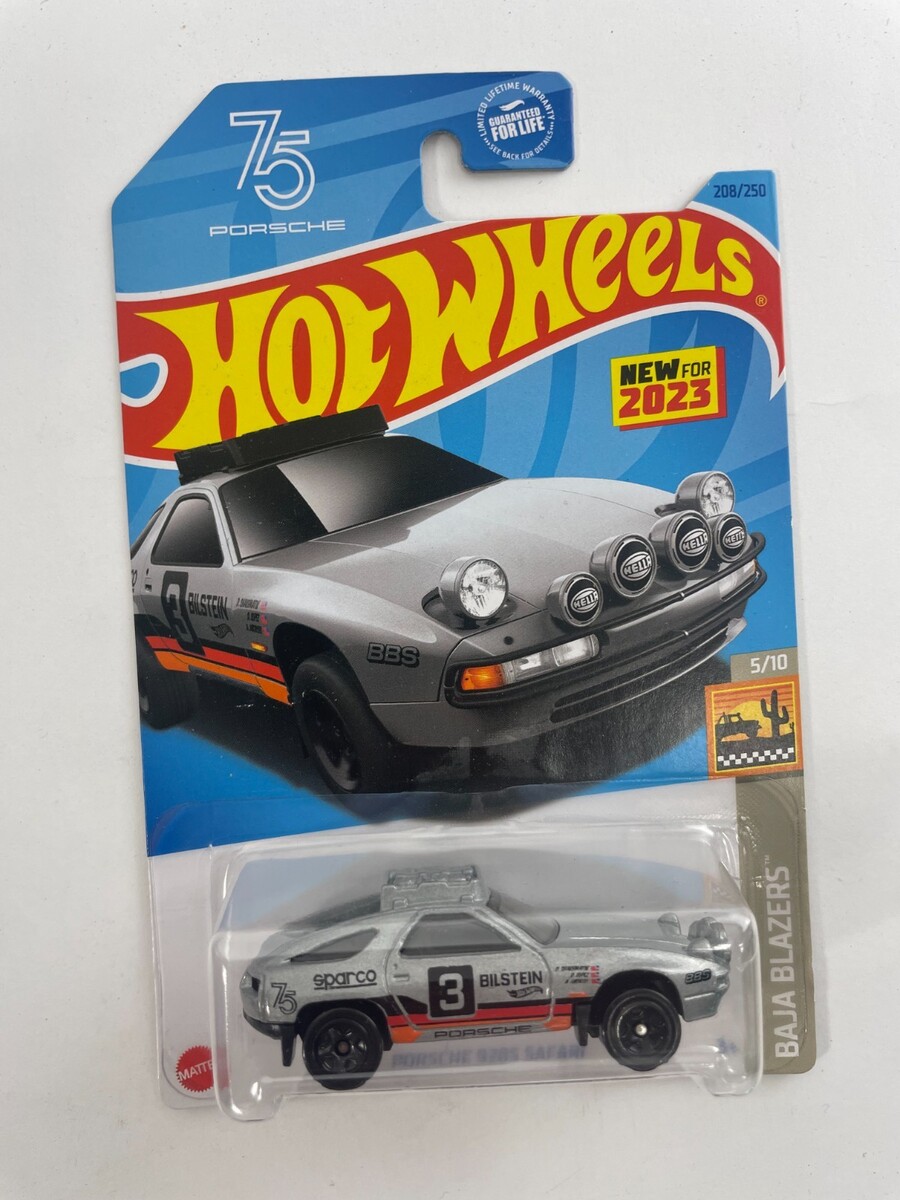 75
PORSCHE
LIMITED LIFETIME WARRANTY
GUARANTEED
FOR LIFE
SEE BACK FOR DETAILS
208/250
HOT WHEELS®
NEW FOR
2023
HELLA
HELLA
HELLA
HELLA
3
BILSTEIN
BBS
5/10
BAJA BLAZERS™
75
sparco
3
BILSTEIN
BBS
PORSCHE
PORSCHE 928S SAFARI
MATTEL